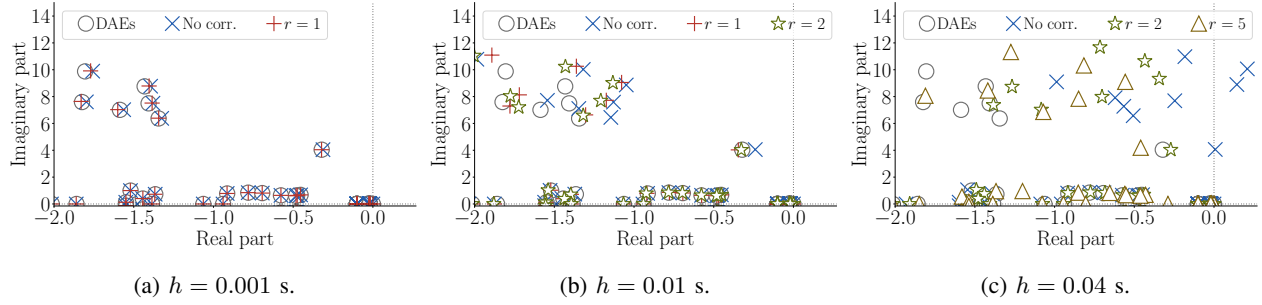 DAEs No corr. r = 1
Imaginary part
14
12
10
8
6
4
2
0
−2.0 −1.5 −1.0 −0.5 0.0
Real part
(a) h = 0.001 s.
DAEs No corr. r = 1 r = 2
Imaginary part
14
12
10
8
6
4
2
0
−2.0 −1.5 −1.0 −0.5 0.0
Real part
(b) h = 0.01 s.
DAEs No corr. r = 2 r = 5
Imaginary part
14
12
10
8
6
4
2
0
−2.0 −1.5 −1.0 −0.5 0.0
Real part
(c) h = 0.04 s.